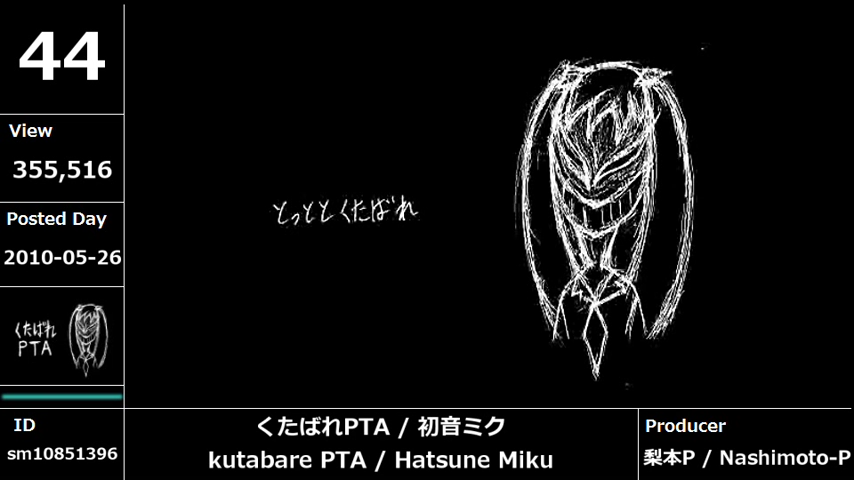 44
View
355,516
Posted Day
2010-05-26
くたばれ
PTA
ID
sm10851396
とっととくたばれ
くたばれPTA / 初音ミク
kutabare PTA / Hatsune Miku
Producer
梨本P / Nashimoto-P